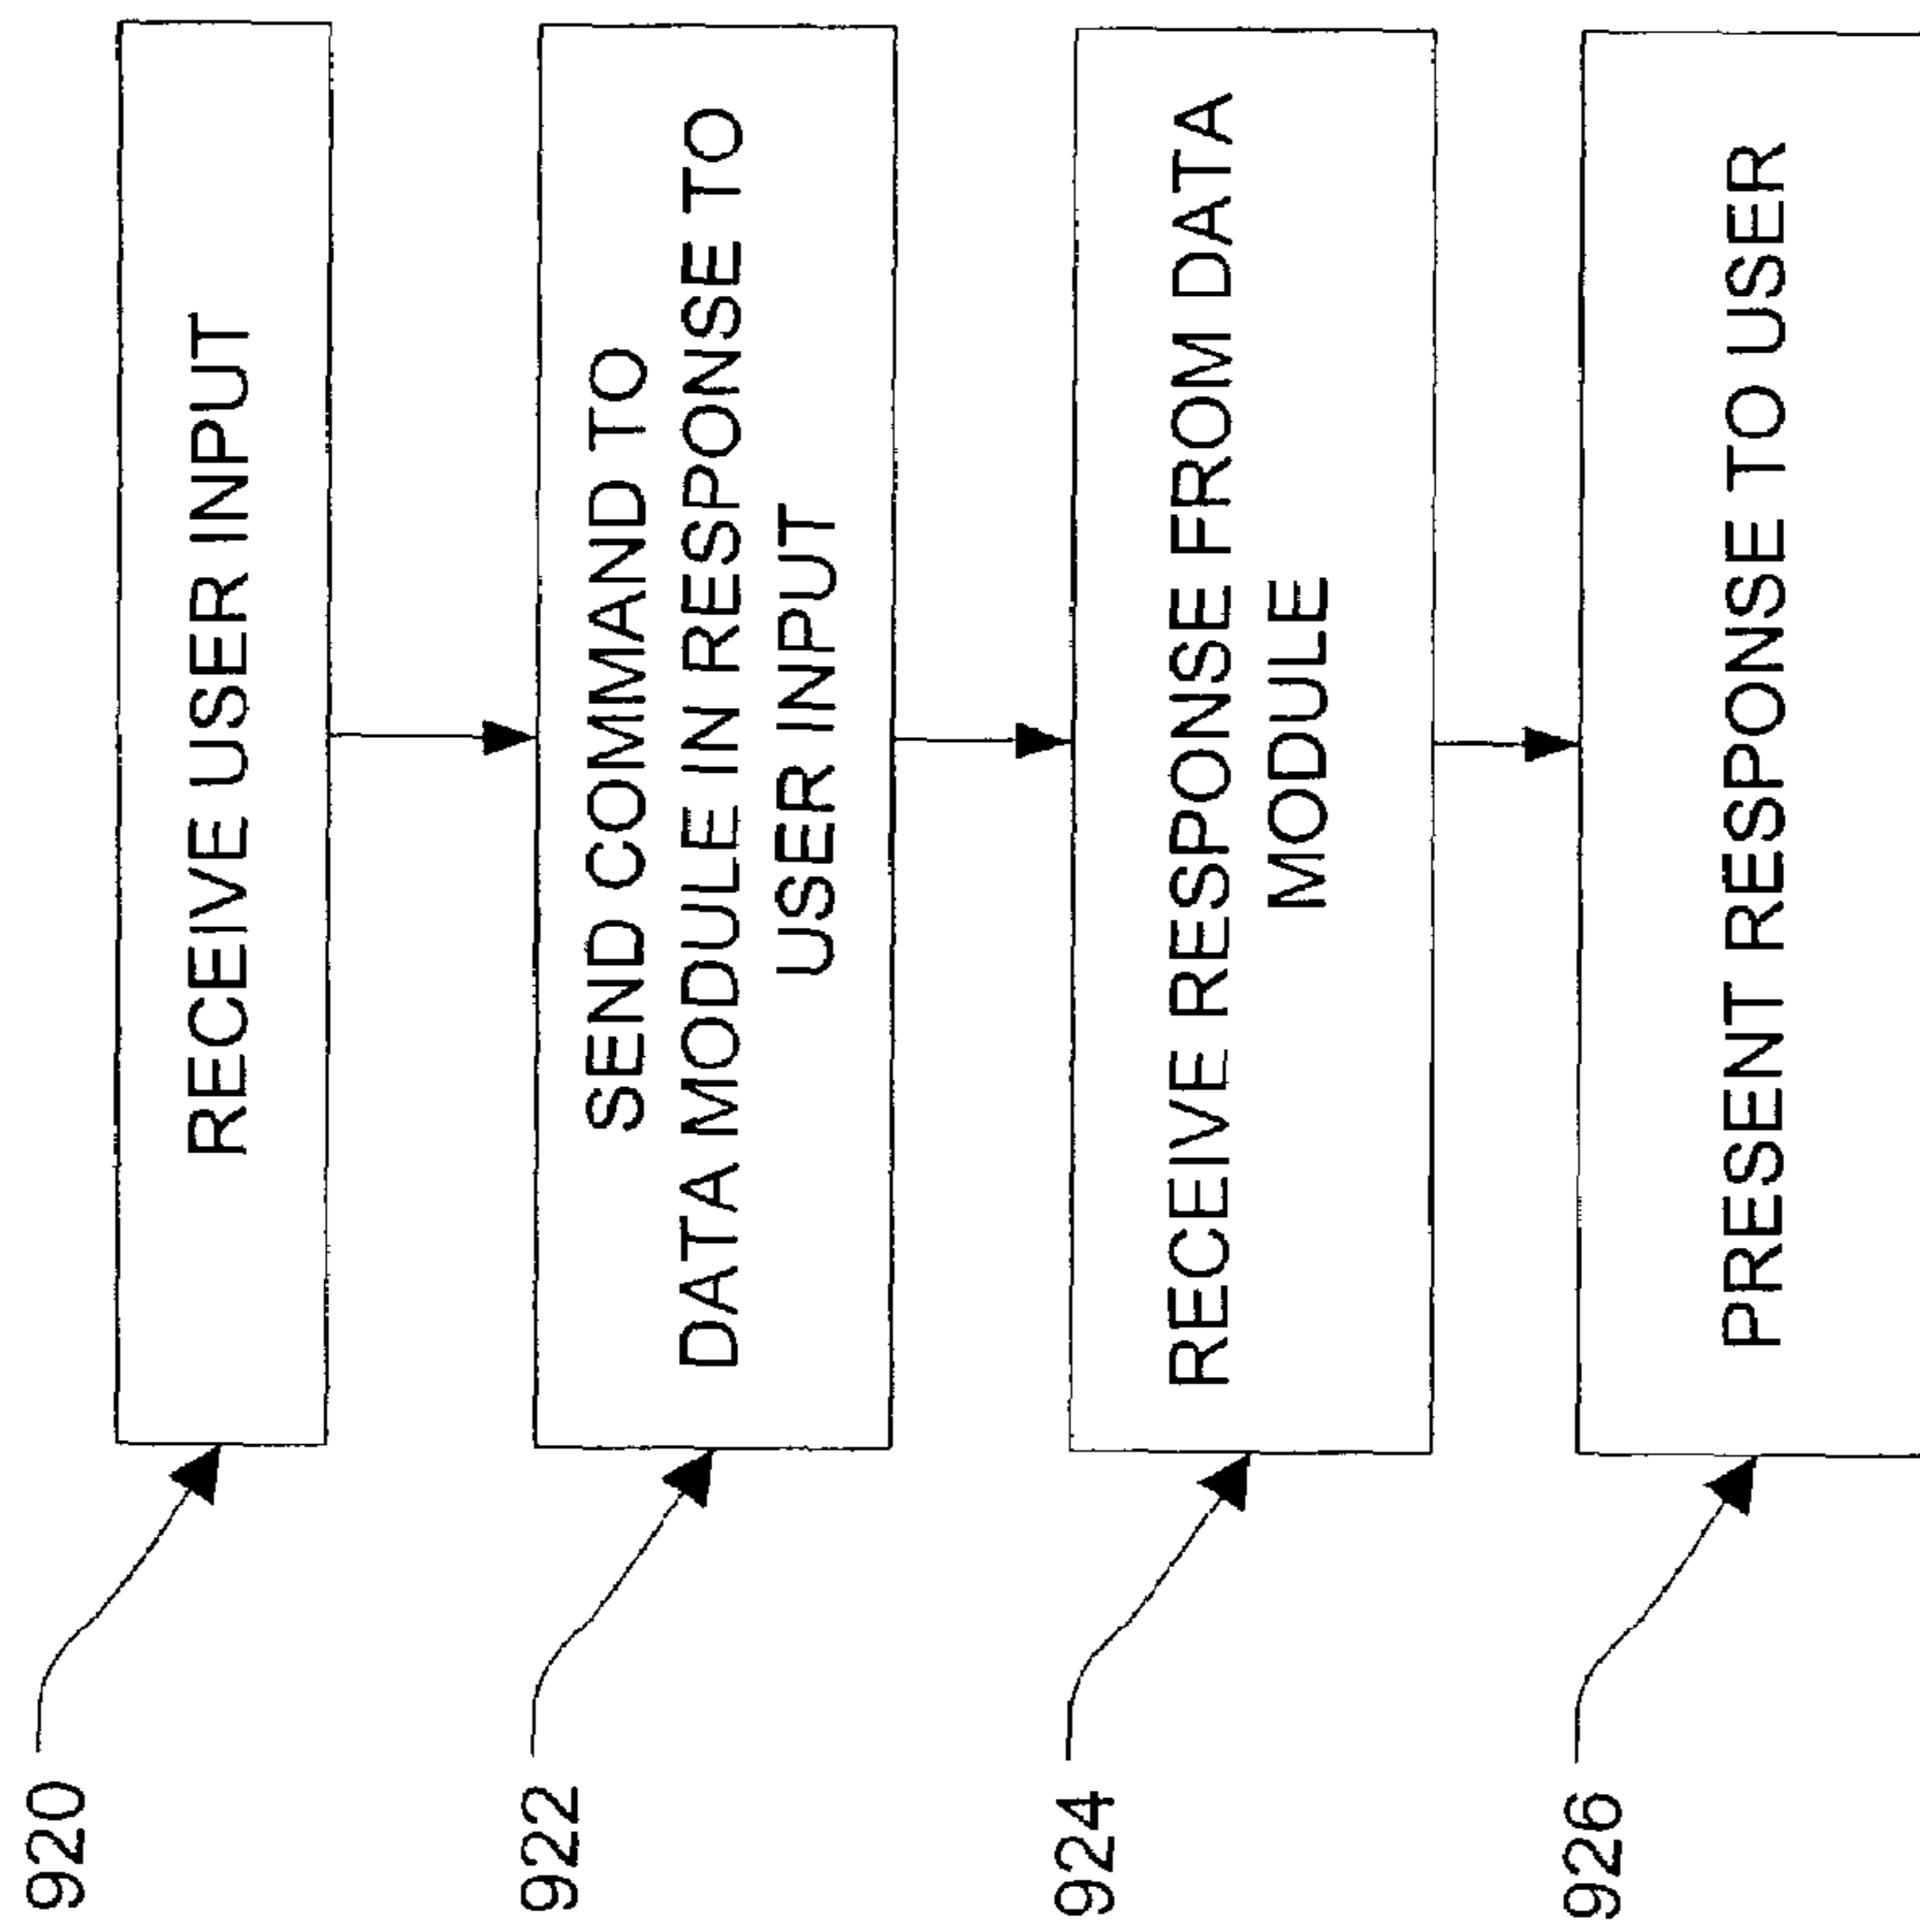 920
RECEIVE USER INPUT
922
SEND COMMAND TO
DATA MODULE IN RESPONSE TO
USER INPUT
924
RECEIVE RESPONSE FROM DATA
MODULE
926
PRESENT RESPONSE TO USER